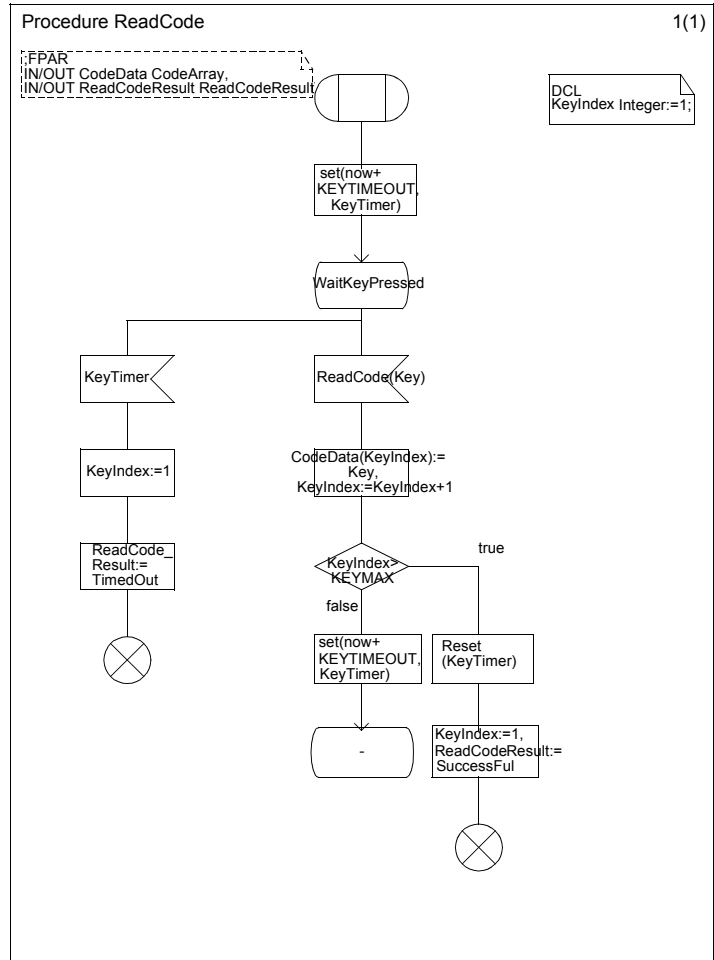 Procedure ReadCode
1(1)
;FPAR
IN/OUT CodeData CodeArray,
IN/OUT ReadCodeResult ReadCodeResult
DCL
KeyIndex Integer:=1;
set(now+
KEYTIMEOUT,
KeyTimer)
WaitKeyPressed
KeyTimer
ReadCode(Key)
KeyIndex:=1
CodeData(KeyIndex):=
Key,
KeyIndex:=KeyIndex+1
ReadCode_
Result:=
TimedOut
KeyIndex>
KEYMAX
true
false
set(now+
KEYTIMEOUT,
KeyTimer)
Reset
(KeyTimer)
-
KeyIndex:=1,
ReadCodeResult:=
SuccessFul